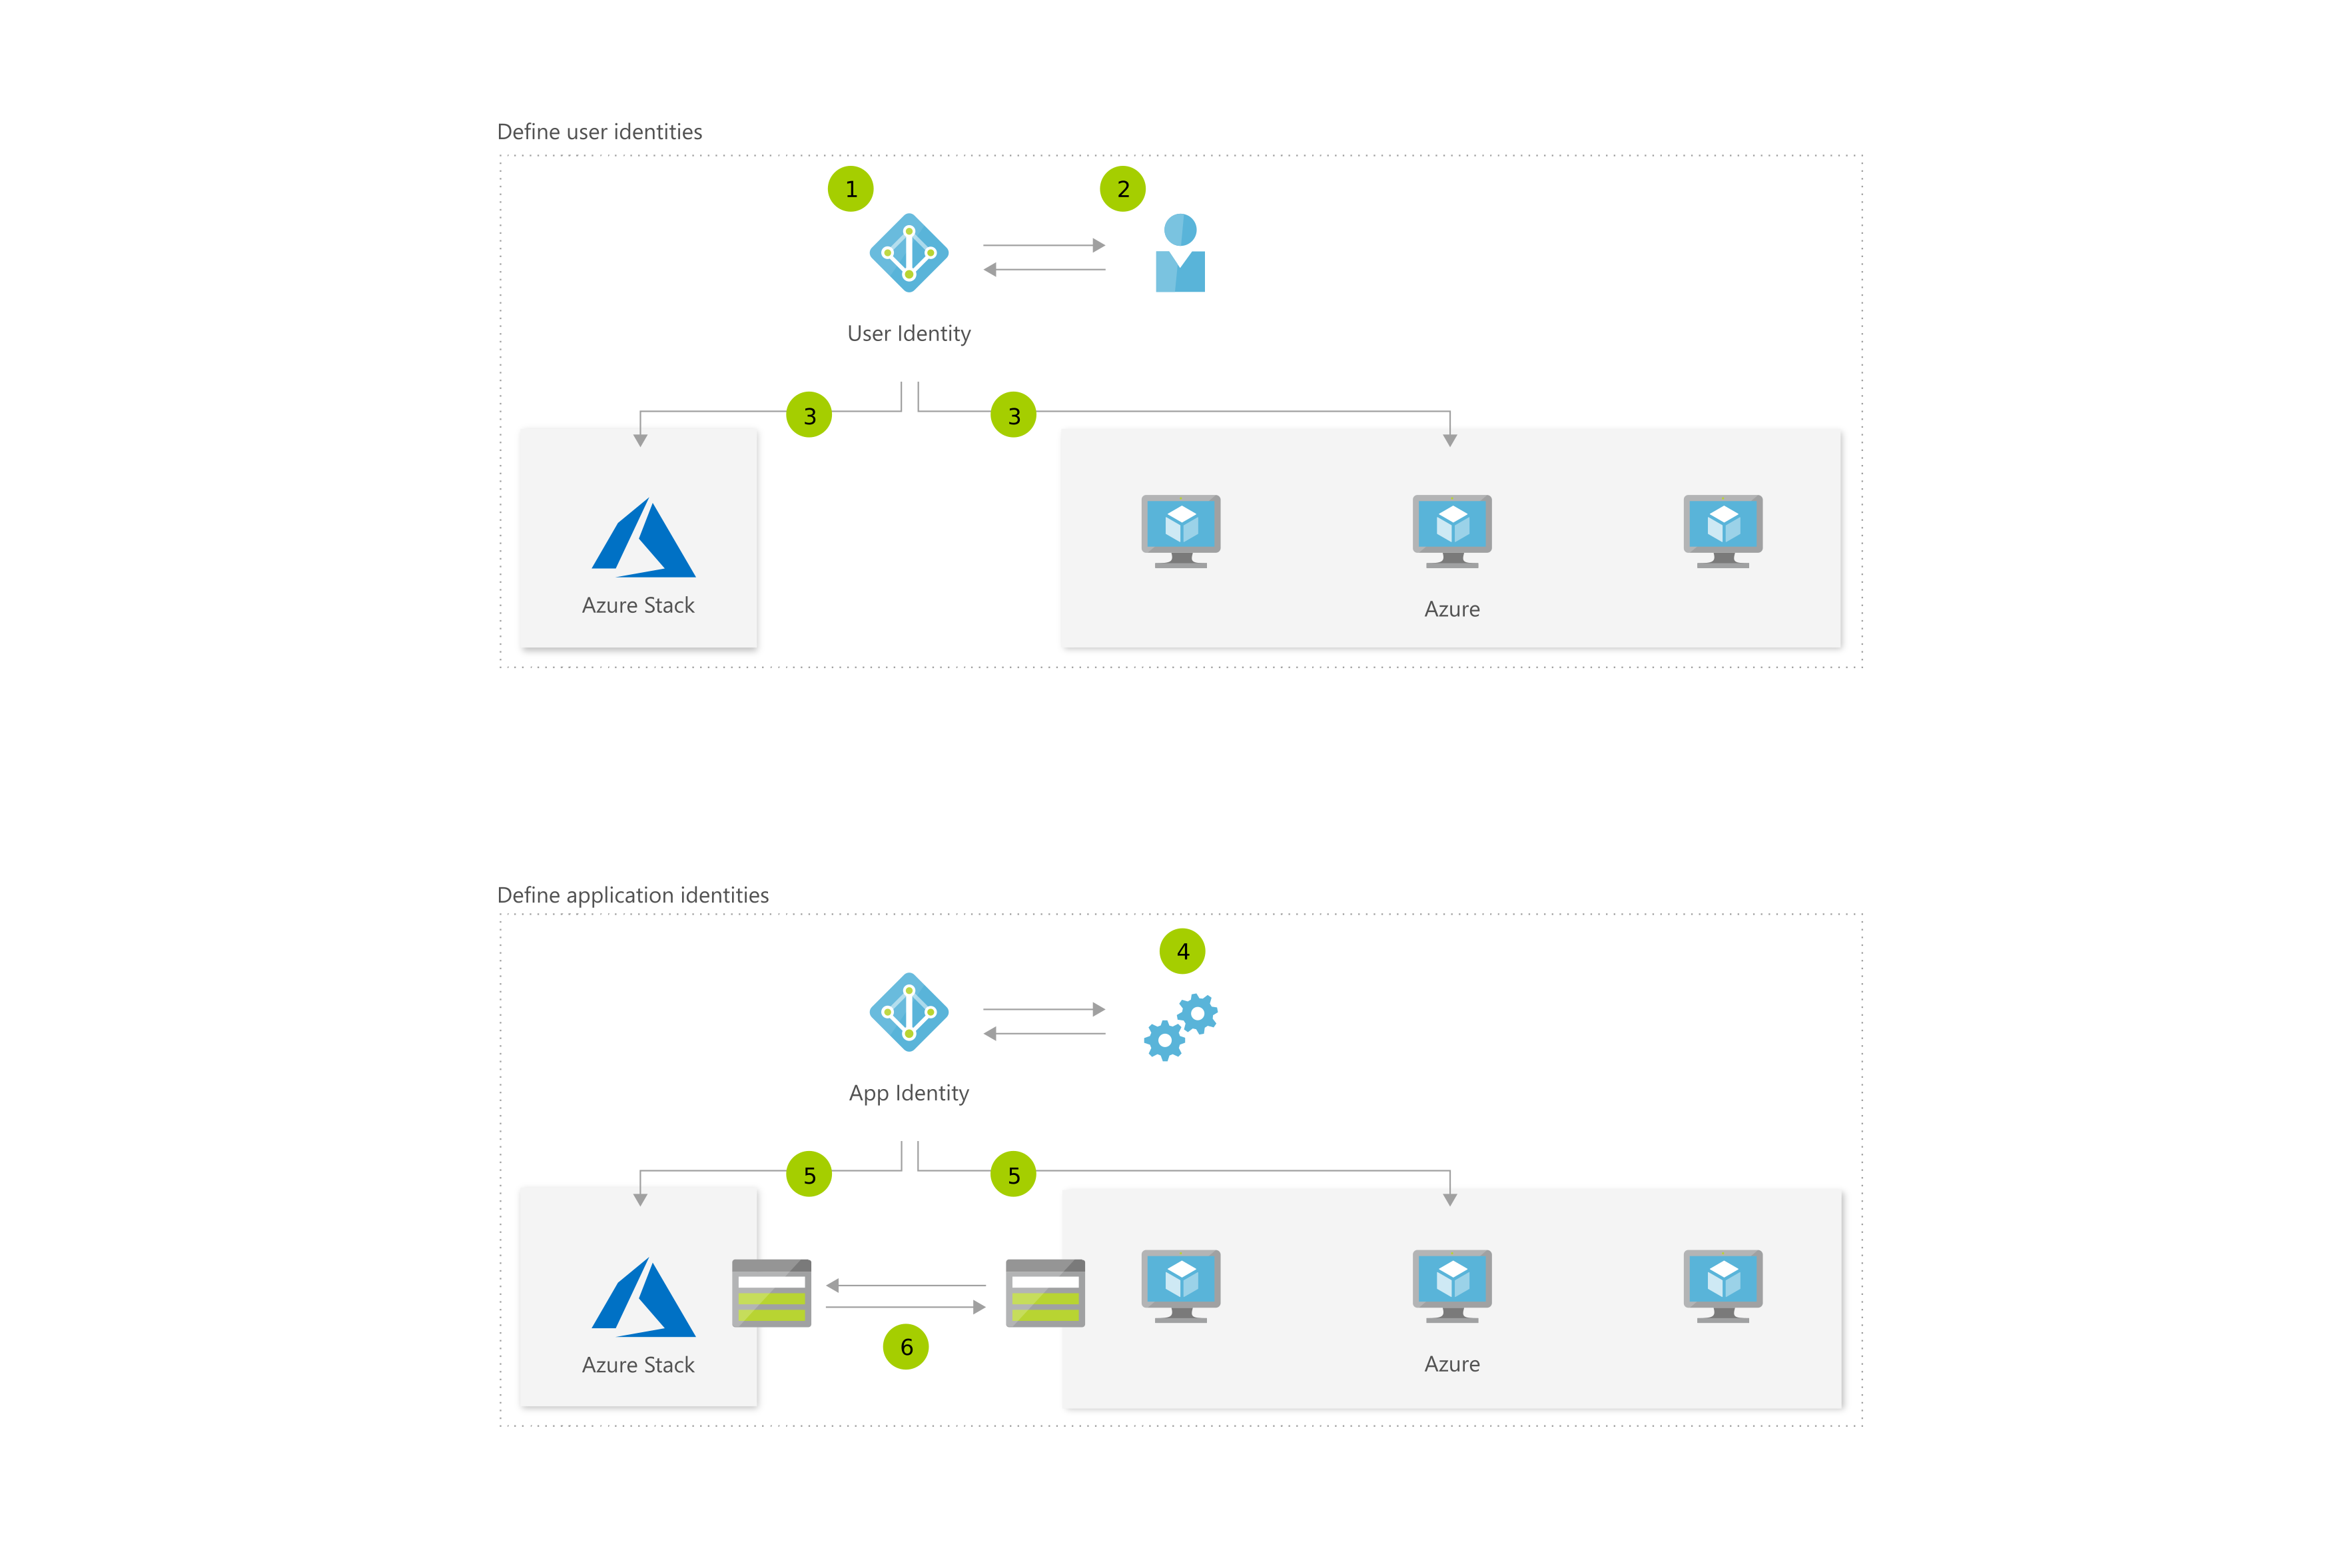 Define user identities
1
2
User Identity
3
3
Azure Stack
Azure
Define application identities
4
App Identity
5
5
6
Azure Stack
Azure